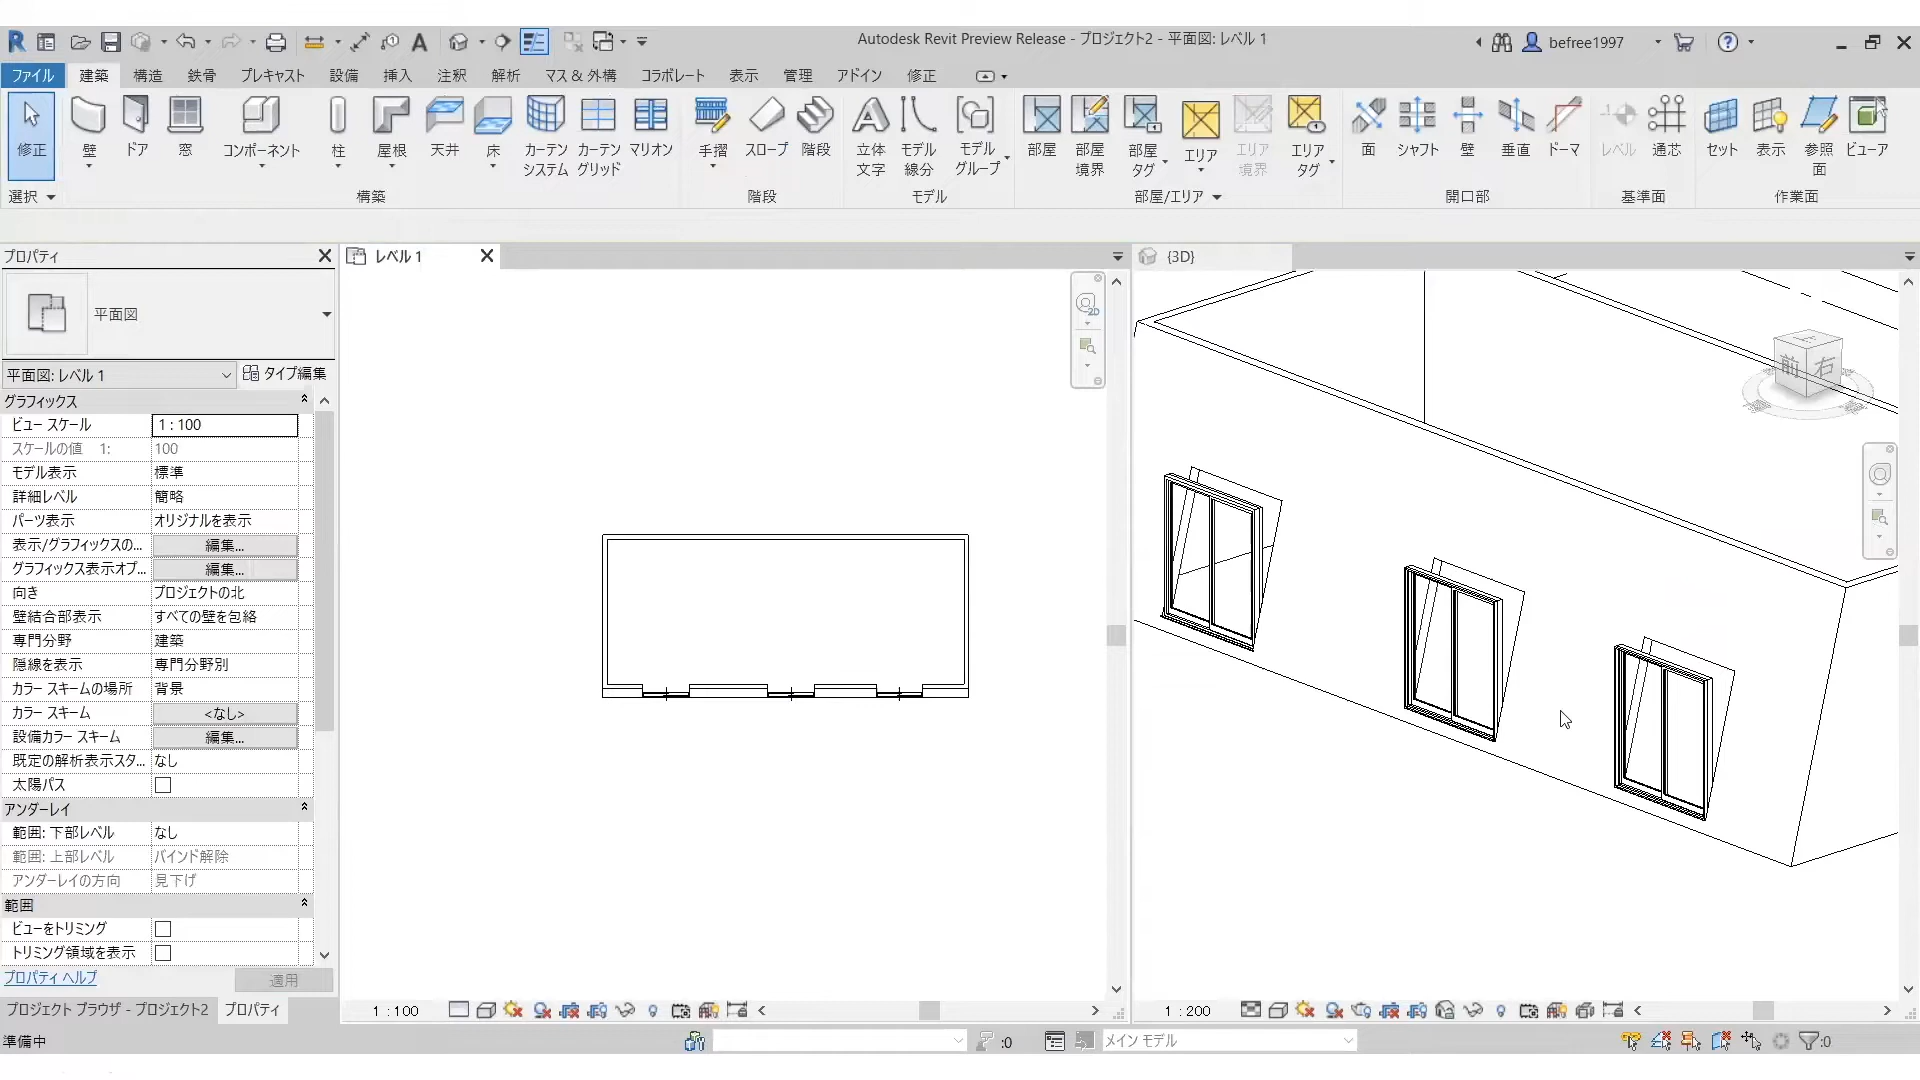 Autodesk Revit Preview Release - プロジェクト2 - 平面図: レベル 1
befree1997
ファイル 建築 構造 鉄骨 プレキャスト 設備 挿入 注釈 解析 マス & 外構 コラボレート 表示 管理 アドイン 修正
修正 壁 ドア 窓 コンポーネント 柱 屋根 天井 床 カーテン システム カーテン グリッド マリオン 手摺 スロープ 階段 立体 文字 モデル 線分 モデル グループ 部屋 部屋 境界 部屋 タグ エリア エリア 境界 エリア タグ 面 シャフト 壁 垂直 ドーマ レベル 通芯 セット 表示 参照 面 ビューア
選択 構築 階段 モデル 部屋/エリア 開口部 基準面 作業面
プロパティ
レベル 1
{3D}
平面図
平面図: レベル 1
タイプ編集
グラフィックス
ビュー スケール 1 : 100
スケールの値 1: 100
モデル表示 標準
詳細レベル 簡略
パーツ表示 オリジナルを表示
表示/グラフィックスの... 編集...
グラフィックス表示オプ... 編集...
向き プロジェクトの北
壁結合部表示 すべての壁を包絡
専門分野 建築
隠線を表示 専門分野別
カラー スキームの場所 背景
カラー スキーム <なし>
設備カラー スキーム 編集...
既定の解析表示スタ... なし
太陽パス
アンダーレイ
範囲: 下部レベル なし
範囲: 上部レベル バインド解除
アンダーレイの方向 見下げ
範囲
ビューをトリミング
トリミング領域を表示
プロパティ ヘルプ 適用
プロジェクト ブラウザ - プロジェクト2 プロパティ
2D
前 右
1 : 100
1 : 200
準備中
:0
メイン モデル
:0